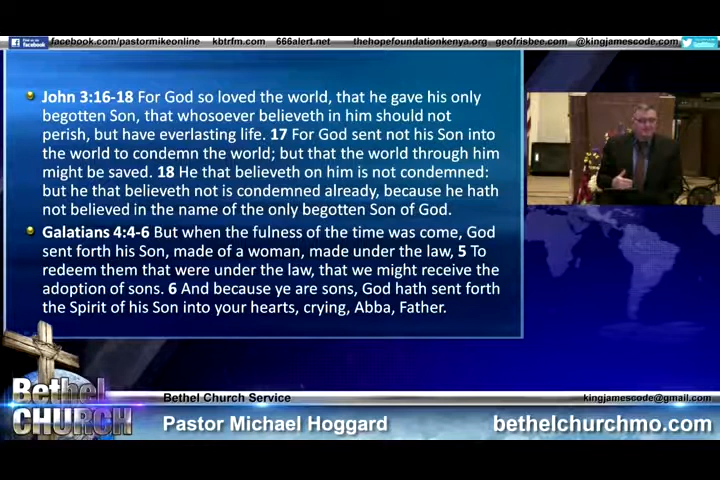 Find us on facebook
facebook.com/pastormikeonline kbtrfm.com 666alert.net thehopefoundationkenya.org geofrisbee.com @kingjamescode.com
John 3:16-18 For God so loved the world, that he gave his only
begotten Son, that whosoever believeth in him should not
perish, but have everlasting life. 17 For God sent not his Son into
the world to condemn the world; but that the world through him
might be saved. 18 He that believeth on him is not condemned:
but he that believeth not is condemned already, because he hath
not believed in the name of the only begotten Son of God.
Galatians 4:4-6 But when the fulness of the time was come, God
sent forth his Son, made of a woman, made under the law, 5 To
redeem them that were under the law, that we might receive the
adoption of sons. 6 And because ye are sons, God hath sent forth
the Spirit of his Son into your hearts, crying, Abba, Father.
Bethel
CHURCH
Bethel Church Service
kingjamescode@gmail.com
Pastor Michael Hoggard
bethelchurchmo.com